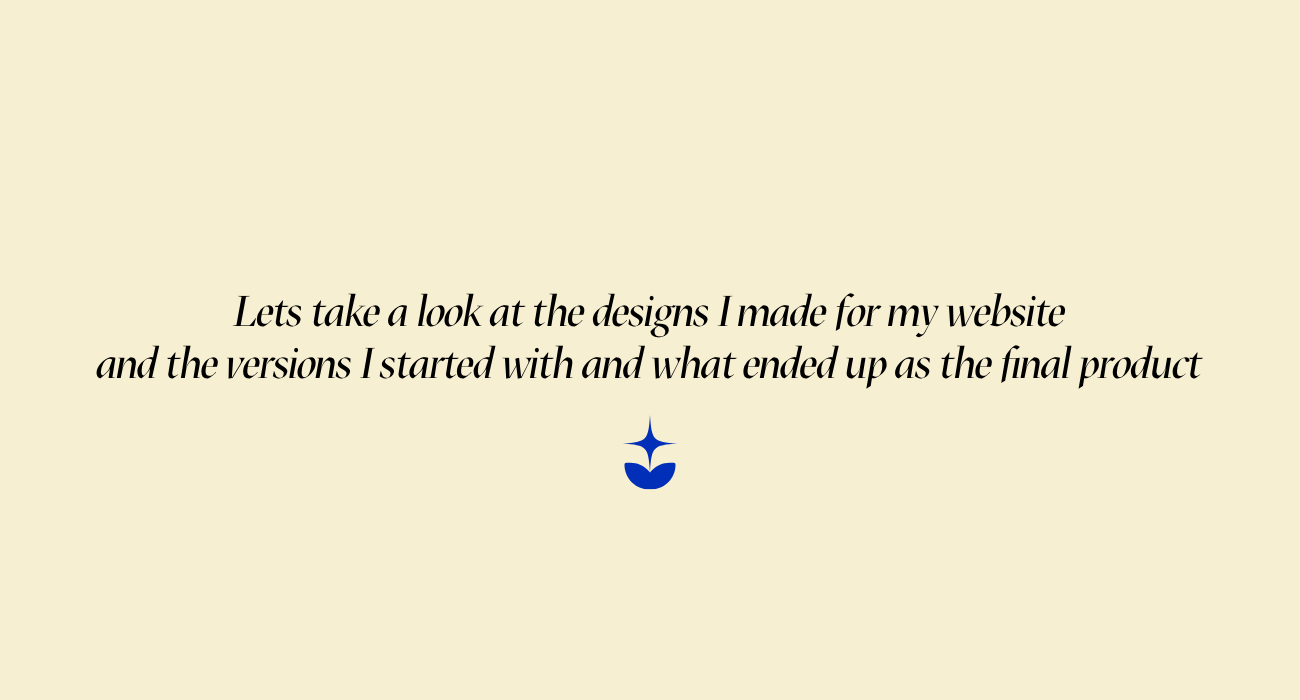 Lets take a look at the designs I made for my website
and the versions I started with and what ended up as the final product